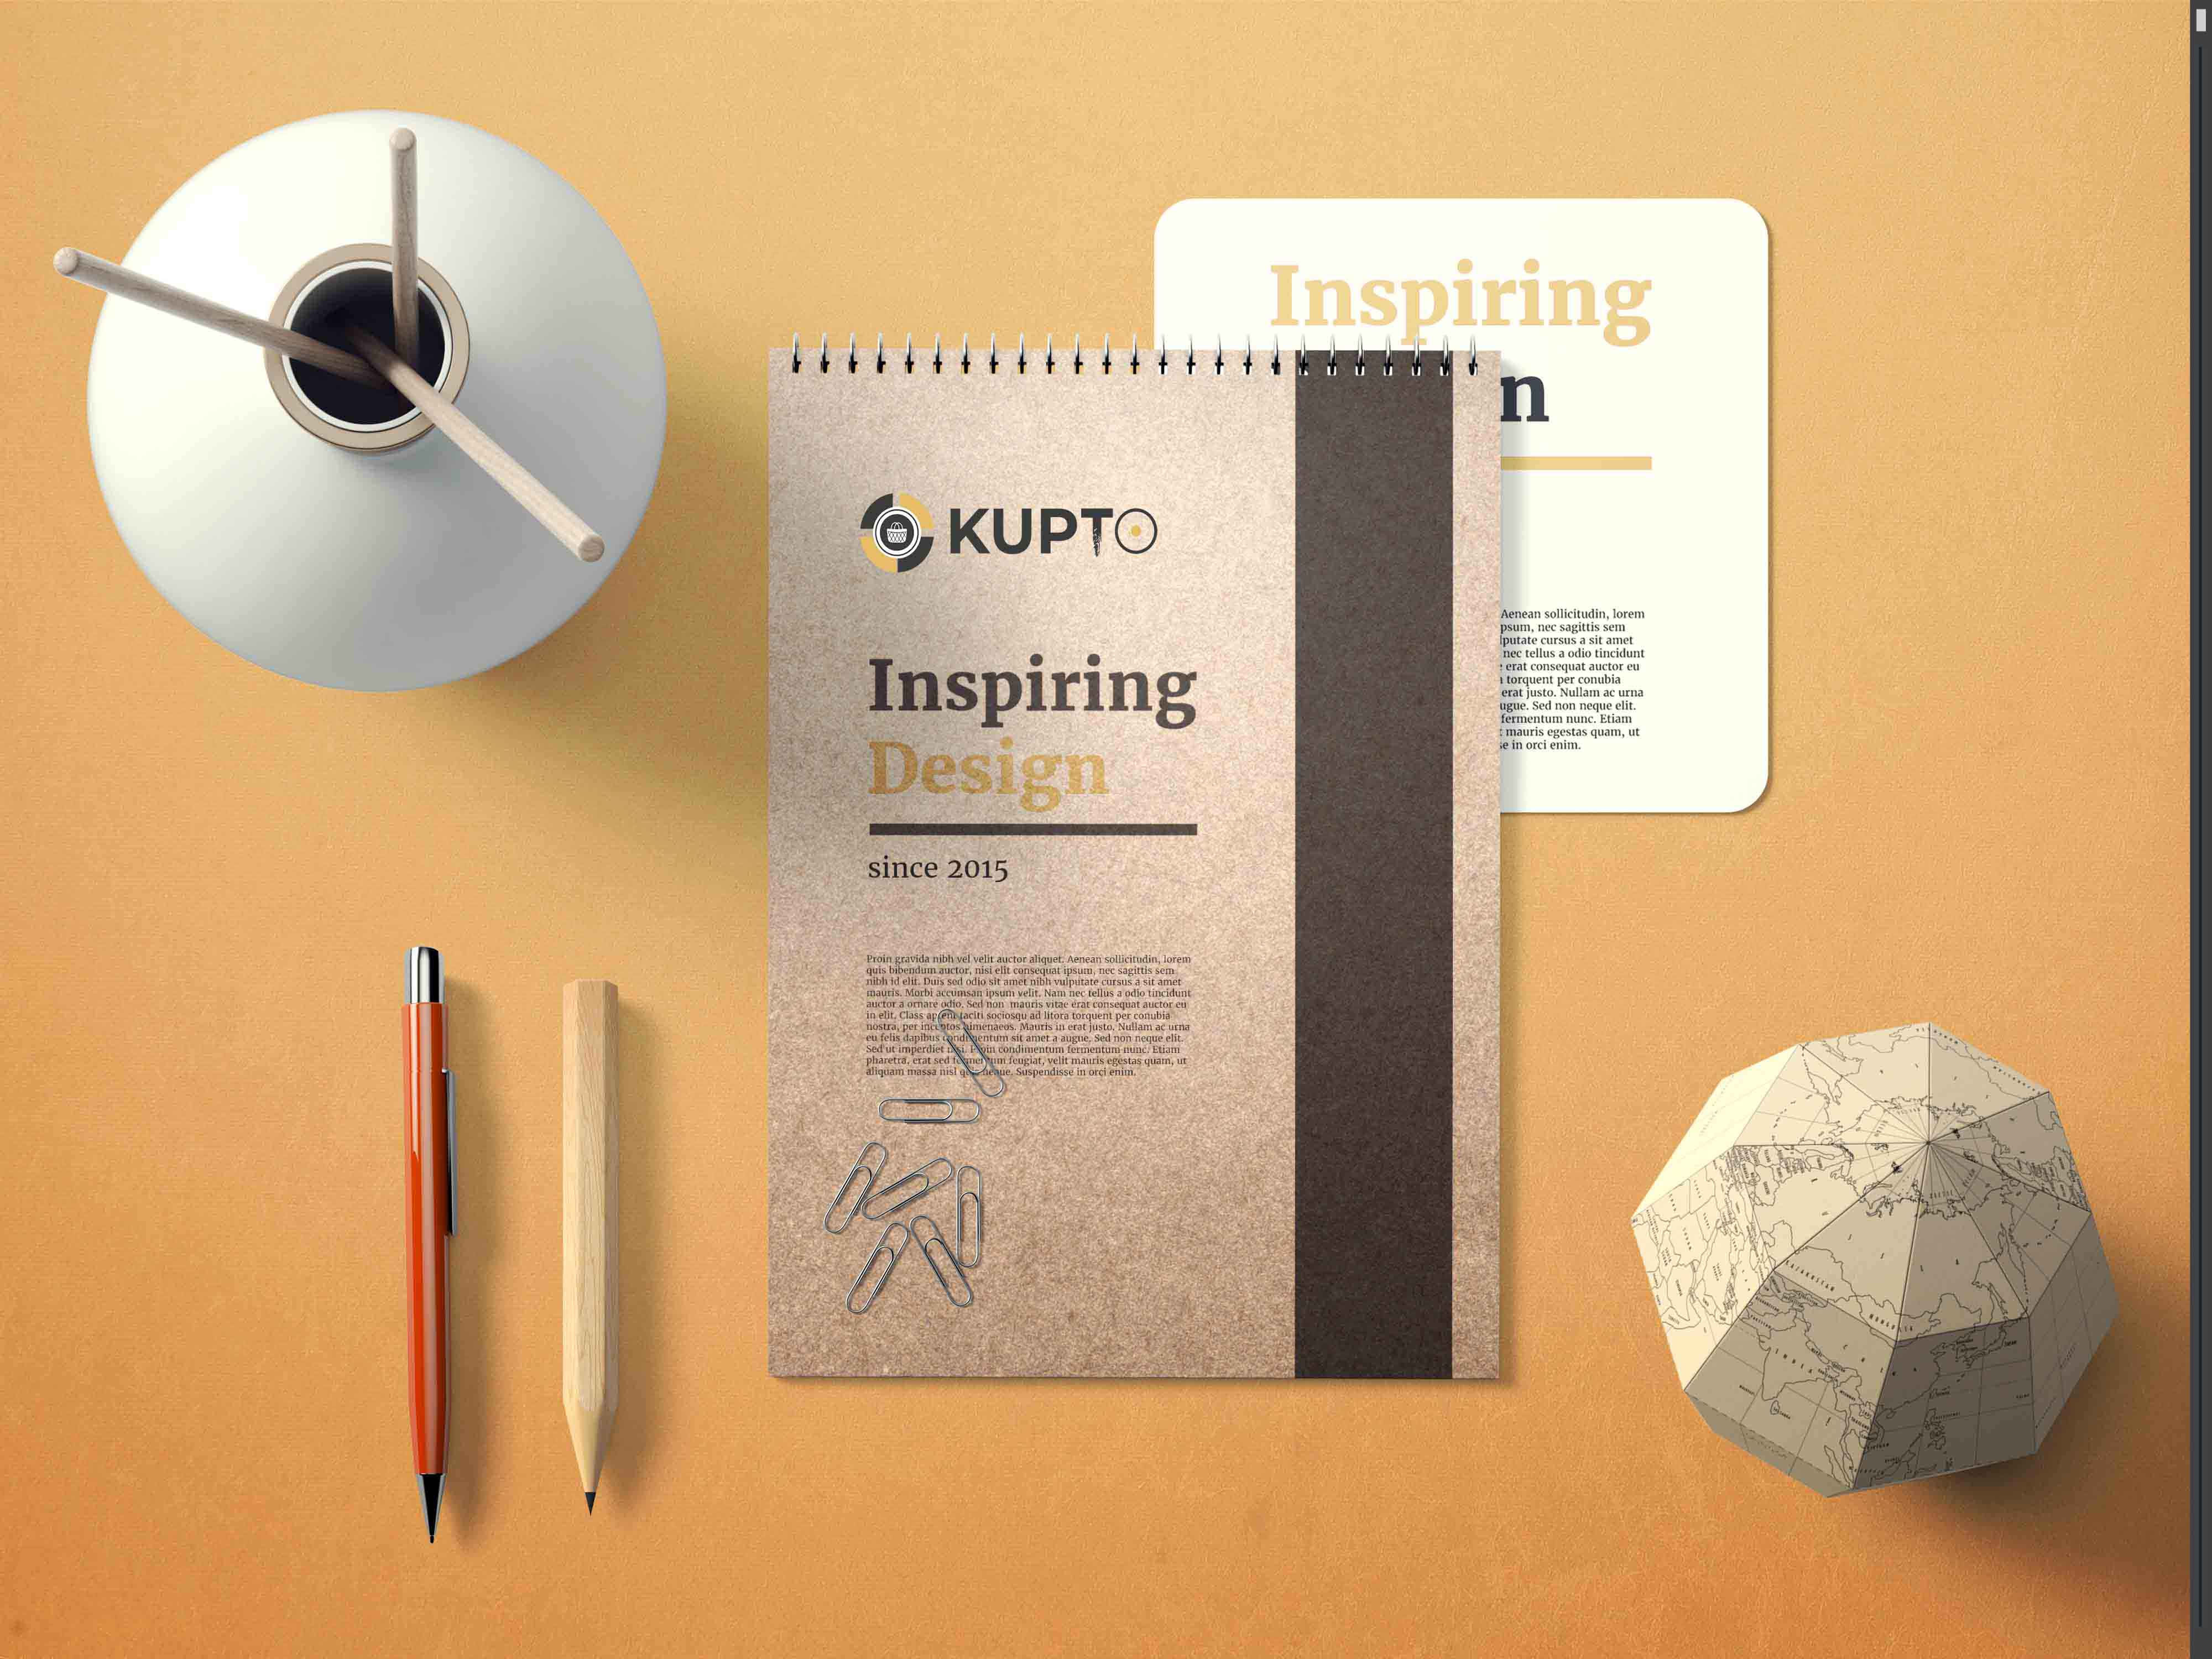 Inspiring
n
Aenean sollicitudin, lorem
psum, nec sagittis sem
lputate cursus a sit amet
nec tellus a odio tincidunt
erat consequat auctor eu
torquent per conubia
erat justo. Nullam ac urna
ugue. Sed non neque elit.
fermentum nunc. Etiam
mauris egestas quam, ut
se in orci enim.
KUPTO
Inspiring
Design
since 2015
Proin gravida nibh vel velit auctor aliquet. Aenean sollicitudin, lorem
quis bibendum auctor, nisi elit consequat ipsum, nec sagittis sem
nibh id elit. Duis sed odio sit amet nibh vulputate cursus a sit amet
mauris. Morbi accumsan ipsum velit. Nam nec tellus a odio tincidunt
auctor a ornare odio. Sed non mauris vitae erat consequat auctor eu
in elit. Class aptent taciti sociosqu ad litora torquent per conubia
nostra, per inceptos himenaeos. Mauris in erat justo. Nullam ac urna
eu felis dapibus condimentum sit amet a augue. Sed non neque elit.
Sed ut imperdiet nisi. Proin condimentum fermentum nunc. Etiam
pharetra, erat sed fermentum feugiat, velit mauris egestas quam, ut
aliquam massa nisl quis neque. Suspendisse in orci enim.
KAZAKHSTAN
MONGOLIA
INDIA